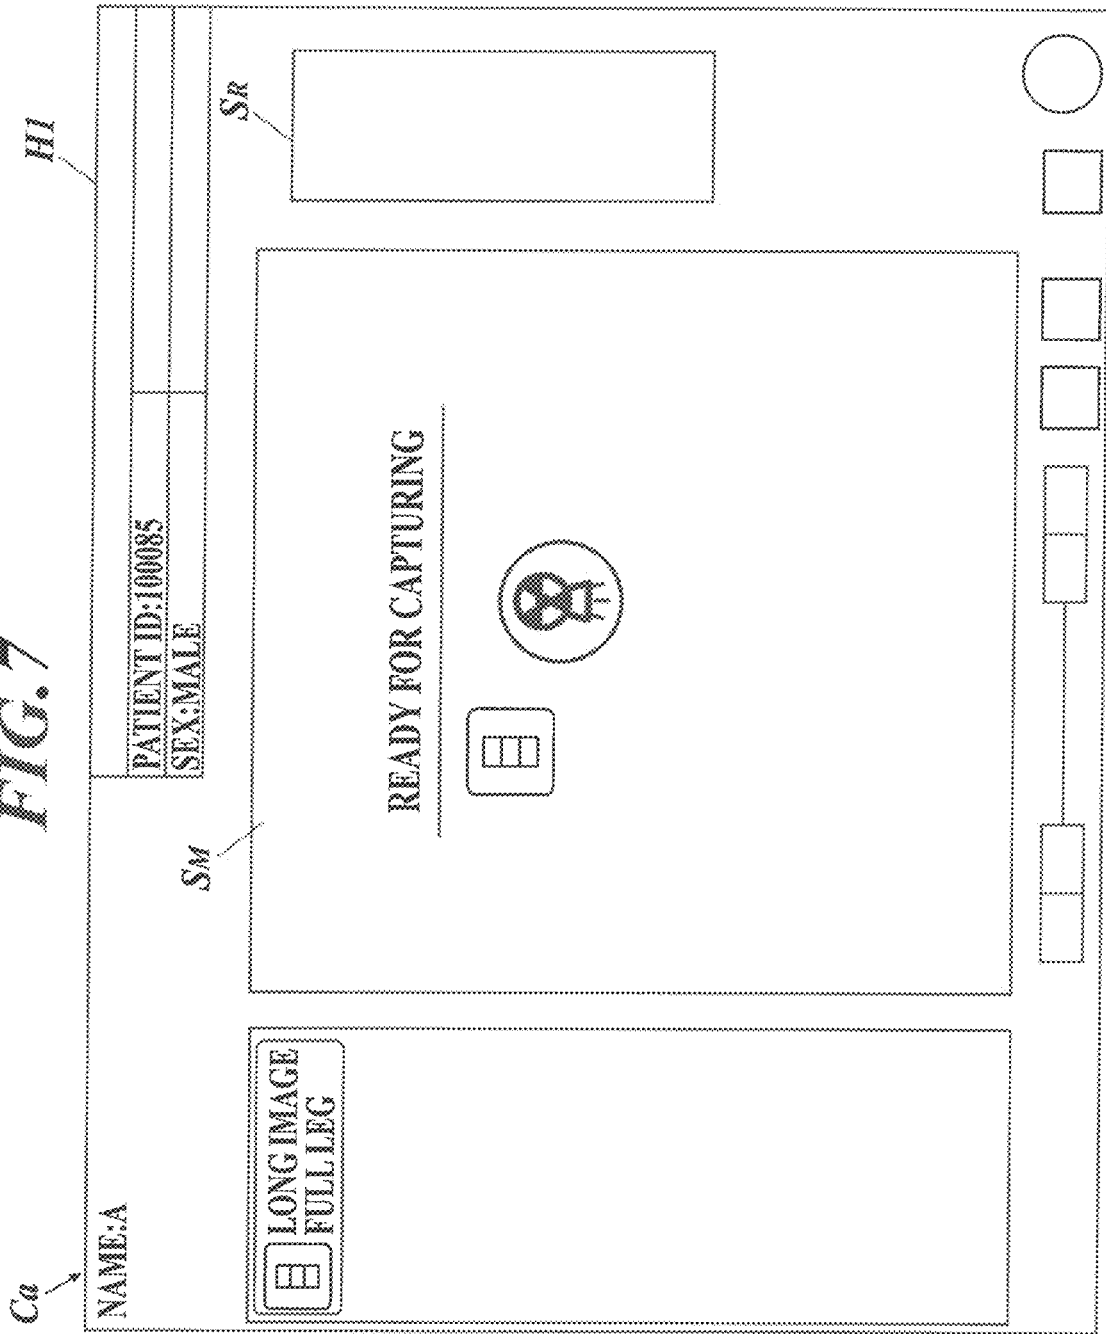 FIG.7
Ca
H1
NAME:A
PATIENT ID:100085
SEX:MALE
SM
SR
LONG IMAGE
FULL LEG
READY FOR CAPTURING